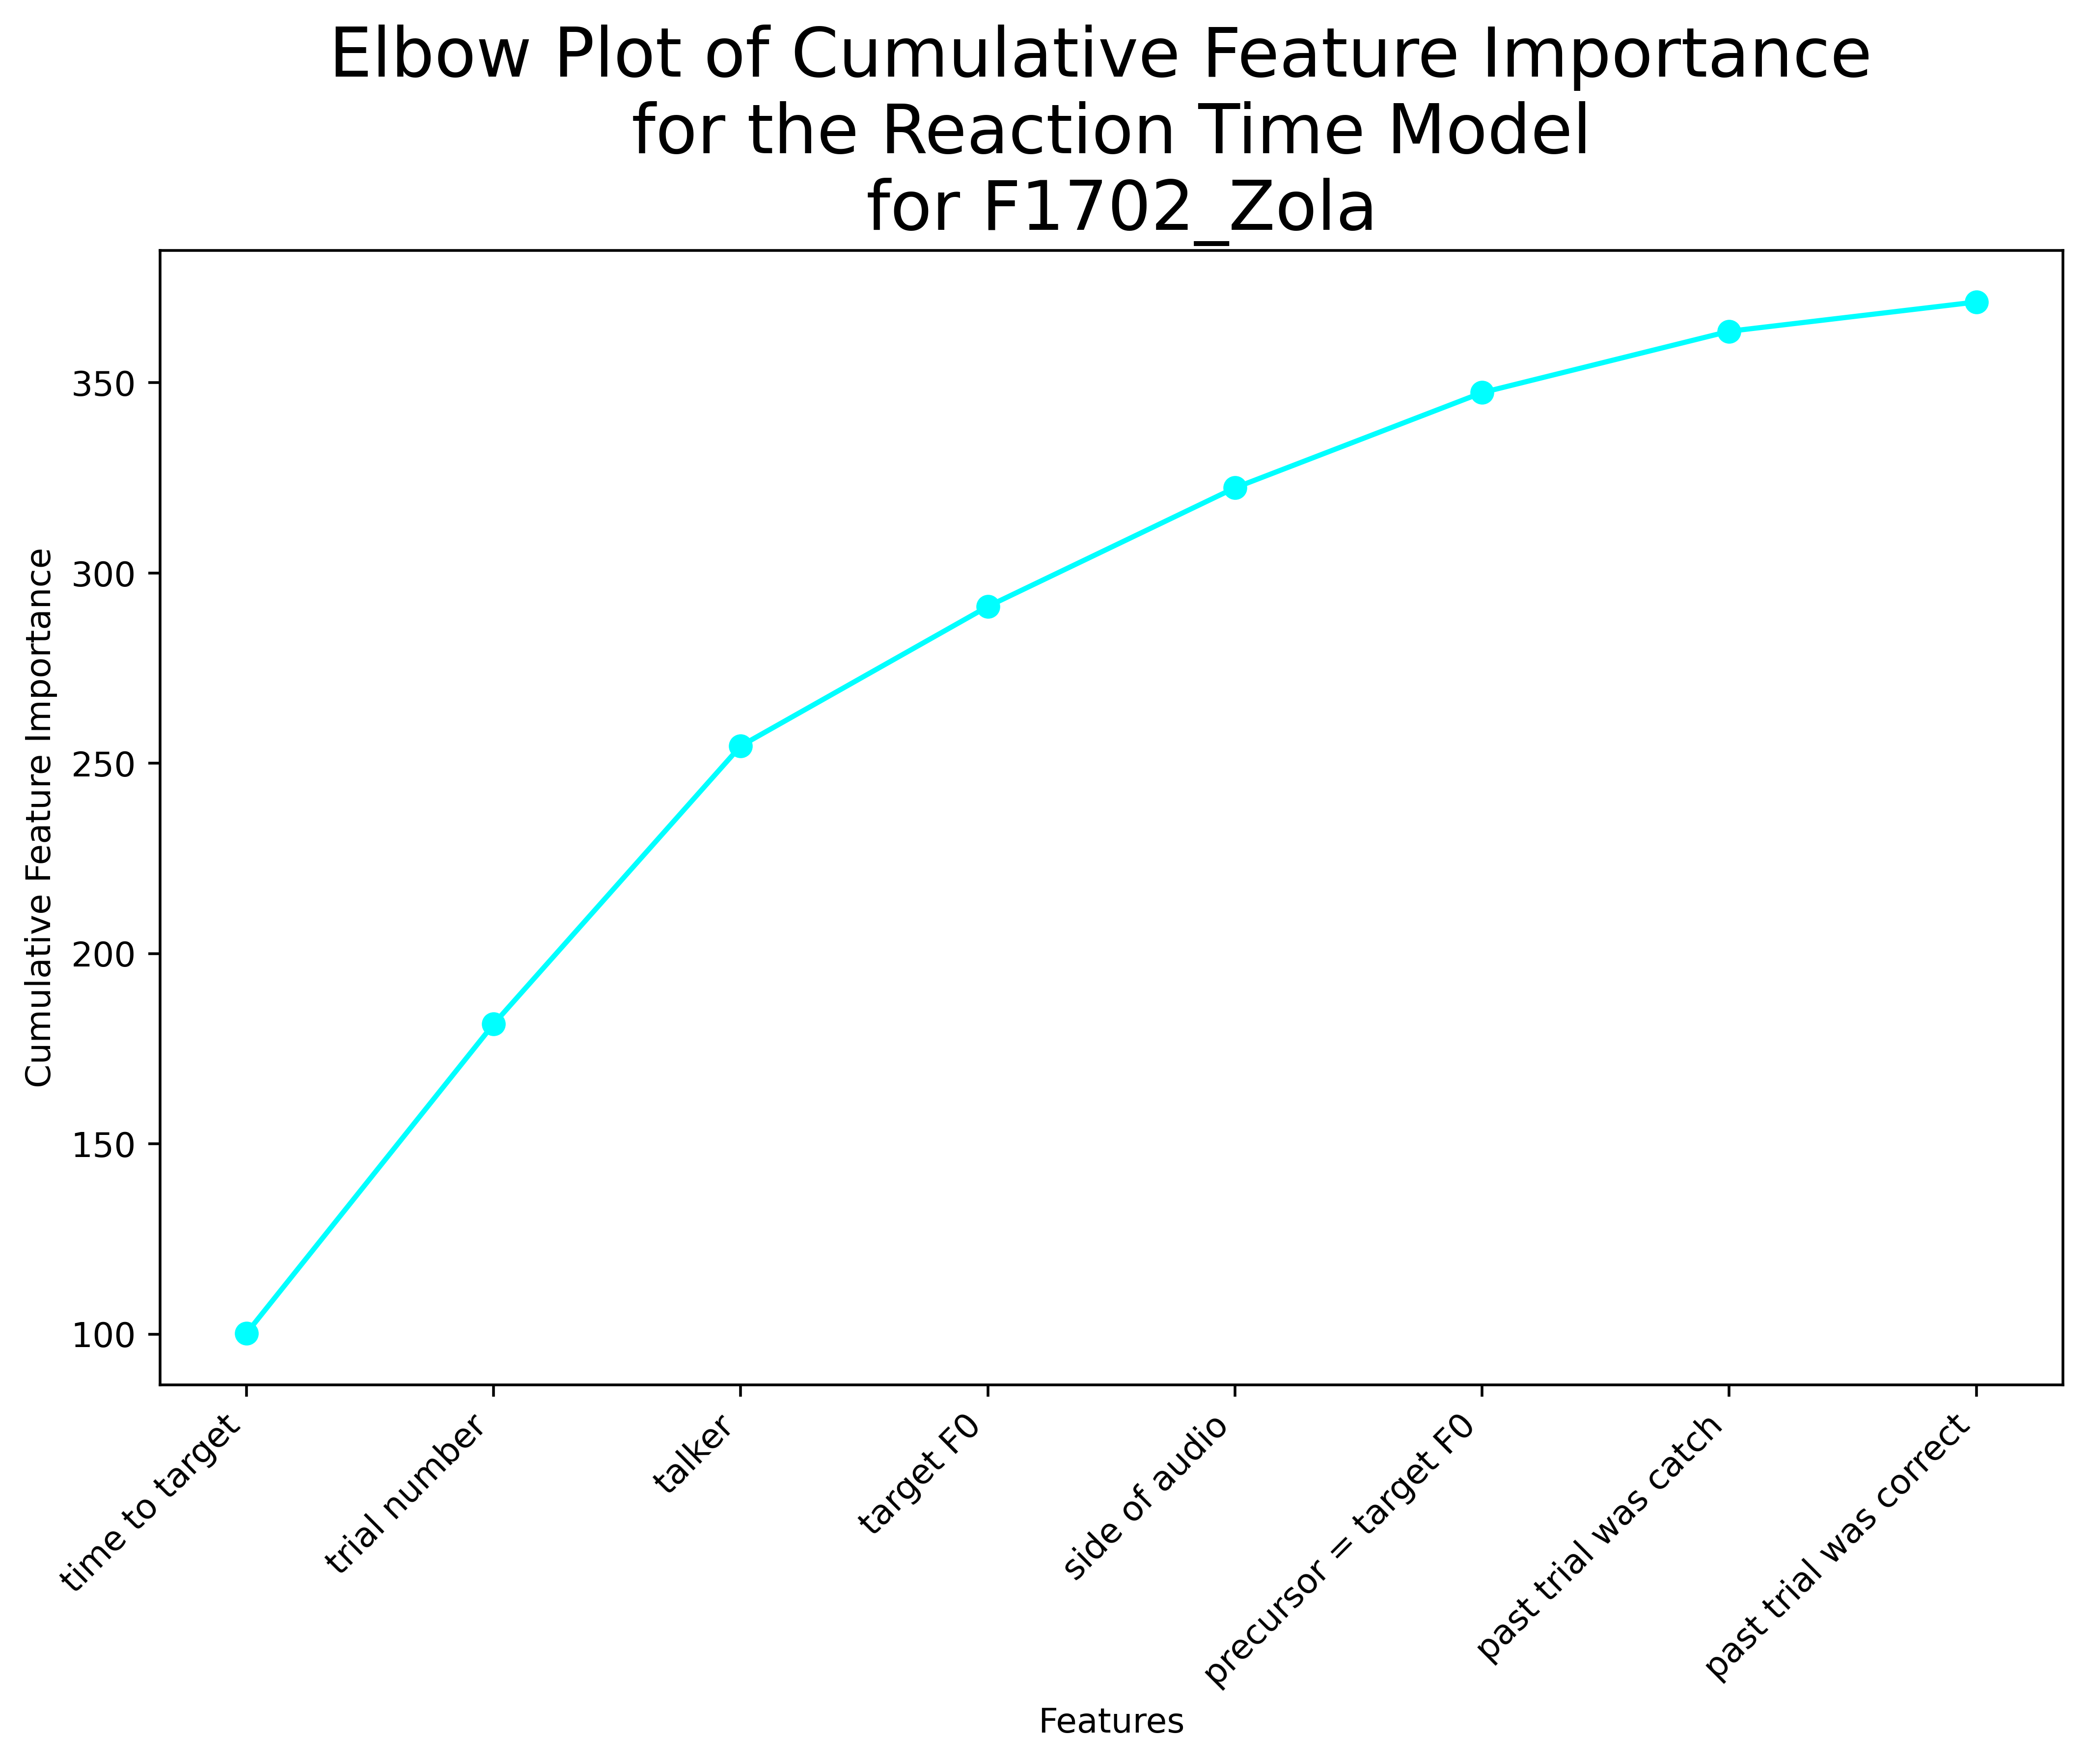 Elbow Plot of Cumulative Feature Importance
for the Reaction Time Model
for F1702_Zola
Cumulative Feature Importance
350
300
250
200
150
100
time to target
trial number
talker
target F0
side of audio
precursor = target F0
past trial was catch
past trial was correct
Features